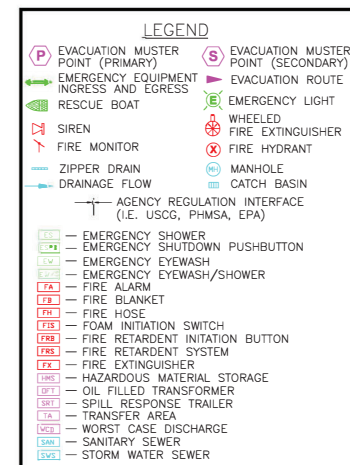 LEGEND
P EVACUATION MUSTER POINT (PRIMARY)
S EVACUATION MUSTER POINT (SECONDARY)
EMERGENCY EQUIPMENT INGRESS AND EGRESS
EVACUATION ROUTE
RESCUE BOAT
E EMERGENCY LIGHT
SIREN
WHEELED FIRE EXTINGUISHER
FIRE MONITOR
X FIRE HYDRANT
ZIPPER DRAIN
MH MANHOLE
DRAINAGE FLOW
CATCH BASIN
AGENCY REGULATION INTERFACE
(I.E. USCG, PHMSA, EPA)
ES — EMERGENCY SHOWER
— EMERGENCY SHUTDOWN PUSHBUTTON
EW — EMERGENCY EYEWASH
— EMERGENCY EYEWASH/SHOWER
FA — FIRE ALARM
FB — FIRE BLANKET
FH — FIRE HOSE
FIS — FOAM INITIATION SWITCH
FRB — FIRE RETARDENT INITATION BUTTON
FRS — FIRE RETARDENT SYSTEM
FX — FIRE EXTINGUISHER
HMS — HAZARDOUS MATERIAL STORAGE
OFT — OIL FILLED TRANSFORMER
SRT — SPILL RESPONSE TRAILER
TA — TRANSFER AREA
WCD — WORST CASE DISCHARGE
SAN — SANITARY SEWER
SWS — STORM WATER SEWER